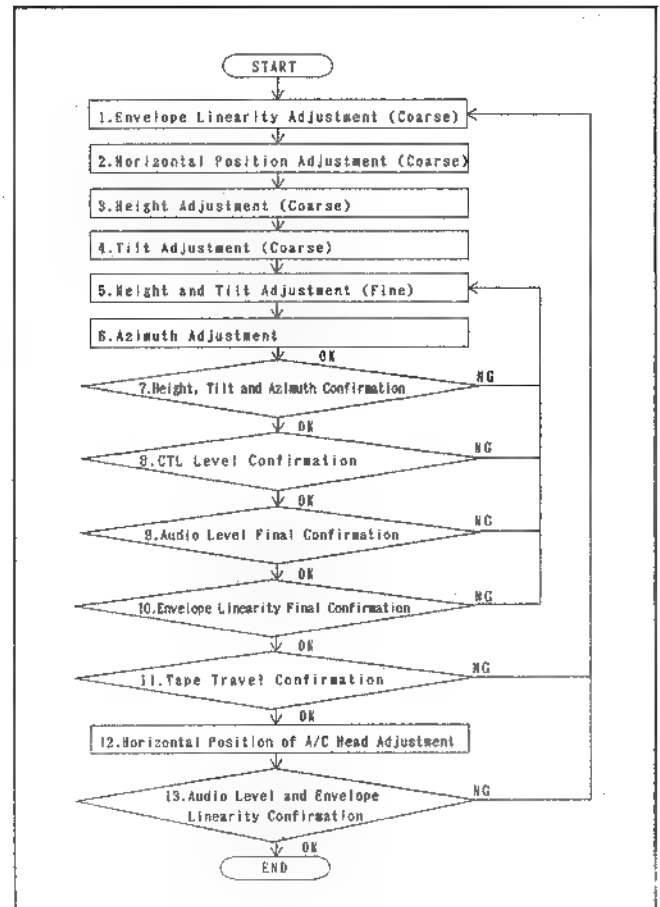 START
1.Envelope Linearity Adjustment (Coarse)
2.Horizontal Position Adjustment (Coarse)
3.Height Adjustment (Coarse)
4.Tilt Adjustment (Coarse)
5.Height and Tilt Adjustment (Fine)
6.Azimuth Adjustment
OK
7.Height, Tilt and Azimuth Confirmation
NG
OK
8.CTL Level Confirmation
NG
OK
9.Audio Level Final Confirmation
NG
OK
10.Envelope Linearity Final Confirmation
NG
OK
11.Tape Travel Confirmation
NG
OK
12.Horizontal Position of A/C Head Adjustment
13.Audio Level and Envelope
Linearity Confirmation
NG
OK
END